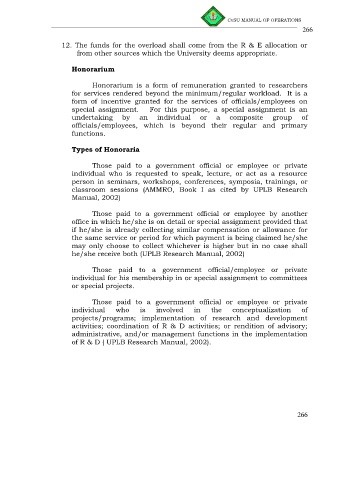 CvSU MANUAL OF OPERATIONS
266
12. The funds for the overload shall come from the R & E allocation or
from other sources which the University deems appropriate.
Honorarium
Honorarium is a form of remuneration granted to researchers
for services rendered beyond the minimum/regular workload. It is a
form of incentive granted for the services of officials/employees on
special assignment. For this purpose, a special assignment is an
undertaking by an individual or a composite group of
officials/employees, which is beyond their regular and primary
functions.
Types of Honoraria
Those paid to a government official or employee or private
individual who is requested to speak, lecture, or act as a resource
person in seminars, workshops, conferences, symposia, trainings, or
classroom sessions (AMMRO, Book I as cited by UPLB Research
Manual, 2002)
Those paid to a government official or employee by another
office in which he/she is on detail or special assignment provided that
if he/she is already collecting similar compensation or allowance for
the same service or period for which payment is being claimed he/she
may only choose to collect whichever is higher but in no case shall
he/she receive both (UPLB Research Manual, 2002)
Those paid to a government official/employee or private
individual for his membership in or special assignment to committees
or special projects.
Those paid to a government official or employee or private
individual who is involved in the conceptualization of
projects/programs; implementation of research and development
activities; coordination of R & D activities; or rendition of advisory;
administrative, and/or management functions in the implementation
of R & D ( UPLB Research Manual, 2002).
266